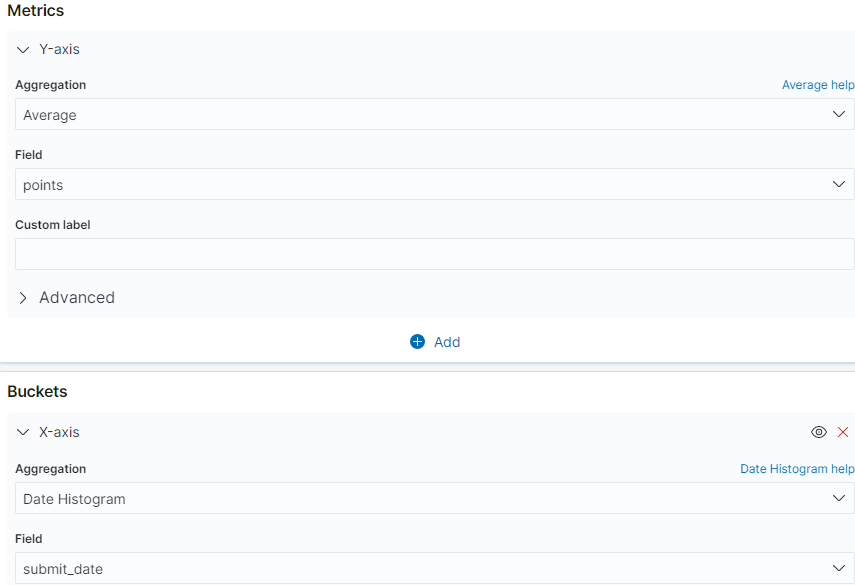 Metrics
Y-axis
Aggregation Average help
Average
Field
points
Custom label
Advanced
Add
Buckets
X-axis
Aggregation Date Histogram help
Date Histogram
Field
submit_date